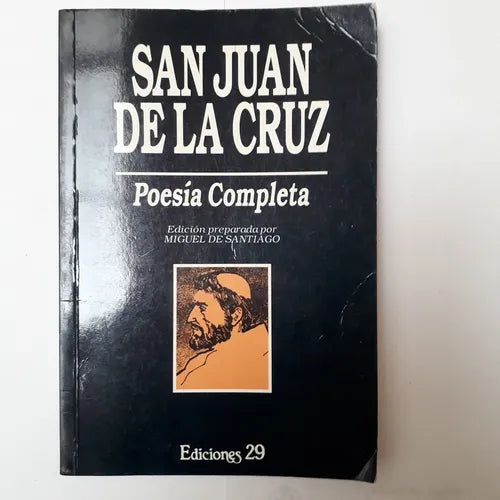 SAN JUAN
DE LA CRUZ
Poesía Completa
Edición preparada por
MIGUEL DE SANTIAGO
Ediciones 29